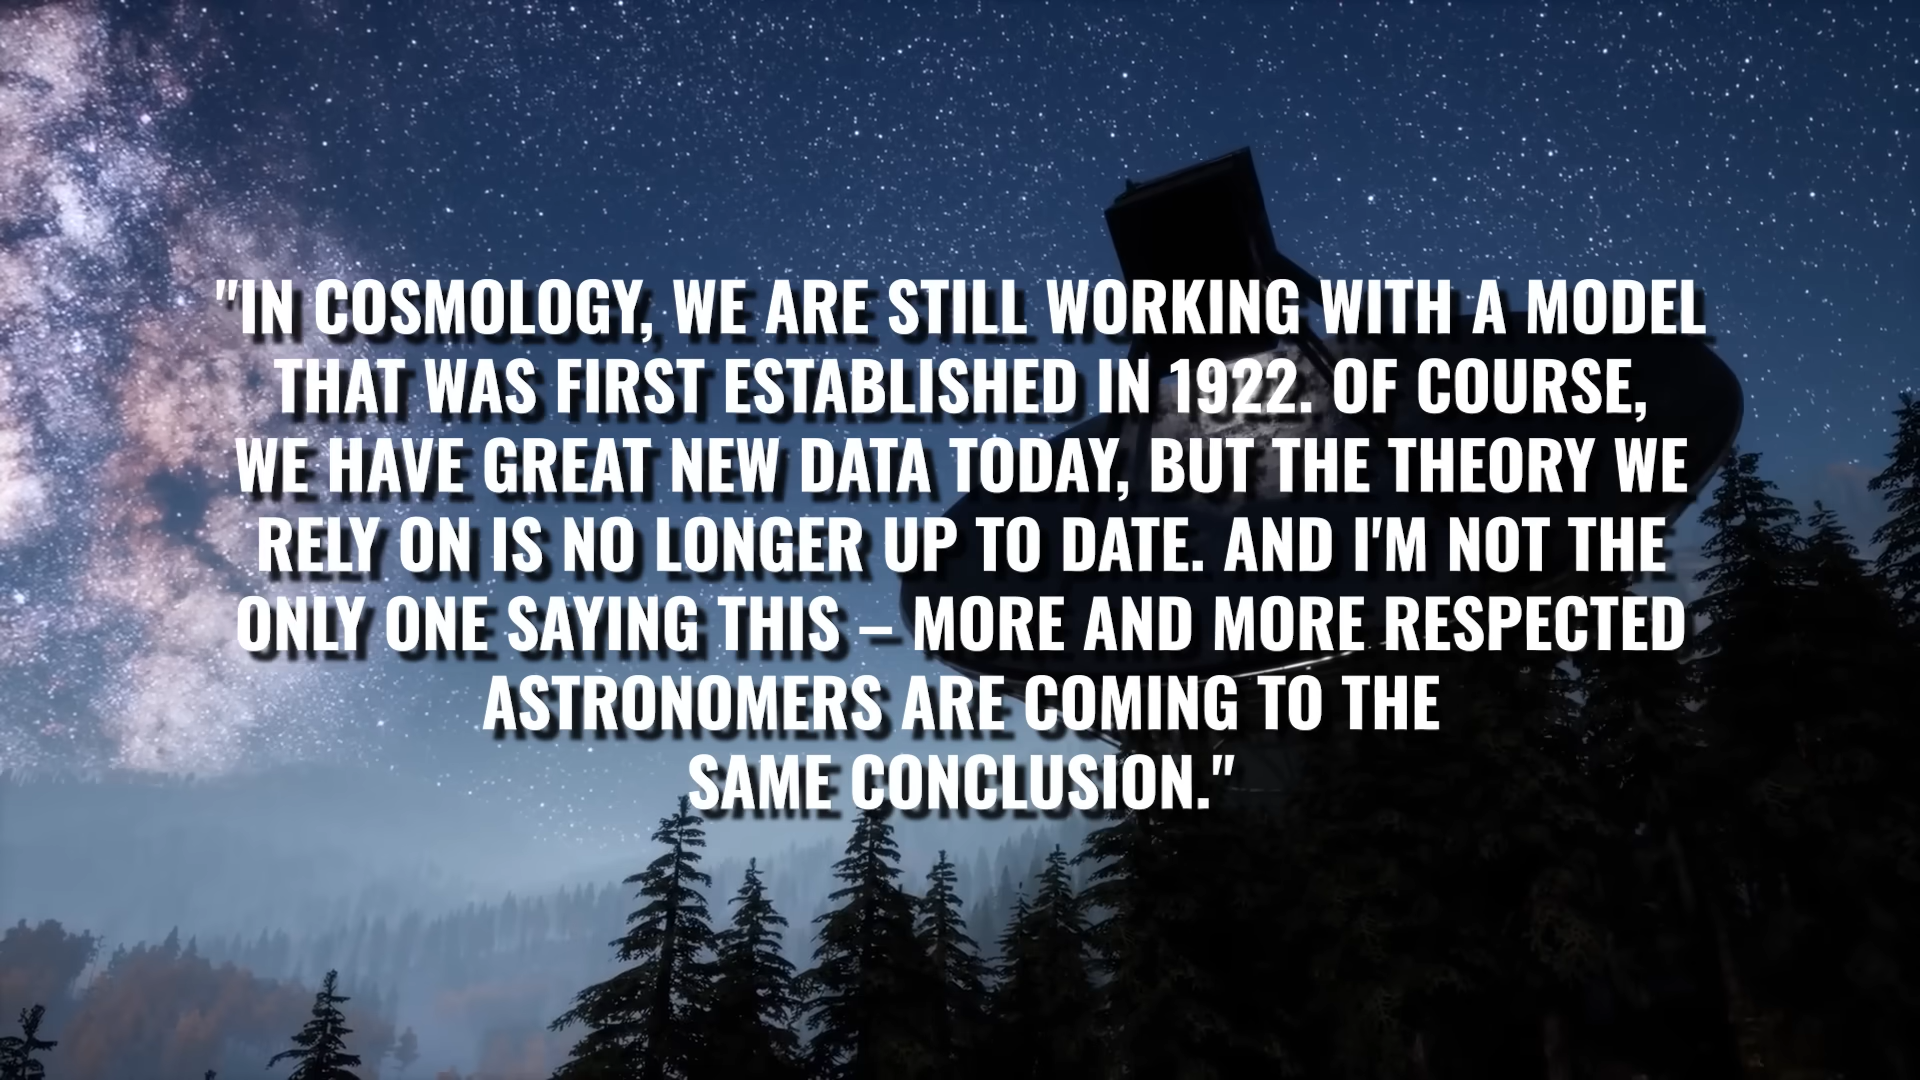 "IN COSMOLOGY, WE ARE STILL WORKING WITH A MODEL
THAT WAS FIRST ESTABLISHED IN 1922. OF COURSE,
WE HAVE GREAT NEW DATA TODAY, BUT THE THEORY WE
RELY ON IS NO LONGER UP TO DATE. AND I'M NOT THE
ONLY ONE SAYING THIS – MORE AND MORE RESPECTED
ASTRONOMERS ARE COMING TO THE
SAME CONCLUSION."